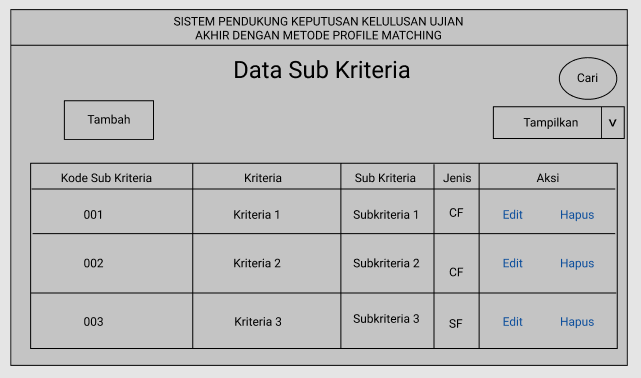 SISTEM PENDUKUNG KEPUTUSAN KELULUSAN UJIAN
AKHIR DENGAN METODE PROFILE MATCHING
Data Sub Kriteria
Cari
Tambah
Tampilkan v
Kode Sub Kriteria Kriteria Sub Kriteria Jenis Aksi
001 Kriteria 1 Subkriteria 1 CF Edit Hapus
002 Kriteria 2 Subkriteria 2 CF Edit Hapus
003 Kriteria 3 Subkriteria 3 SF Edit Hapus